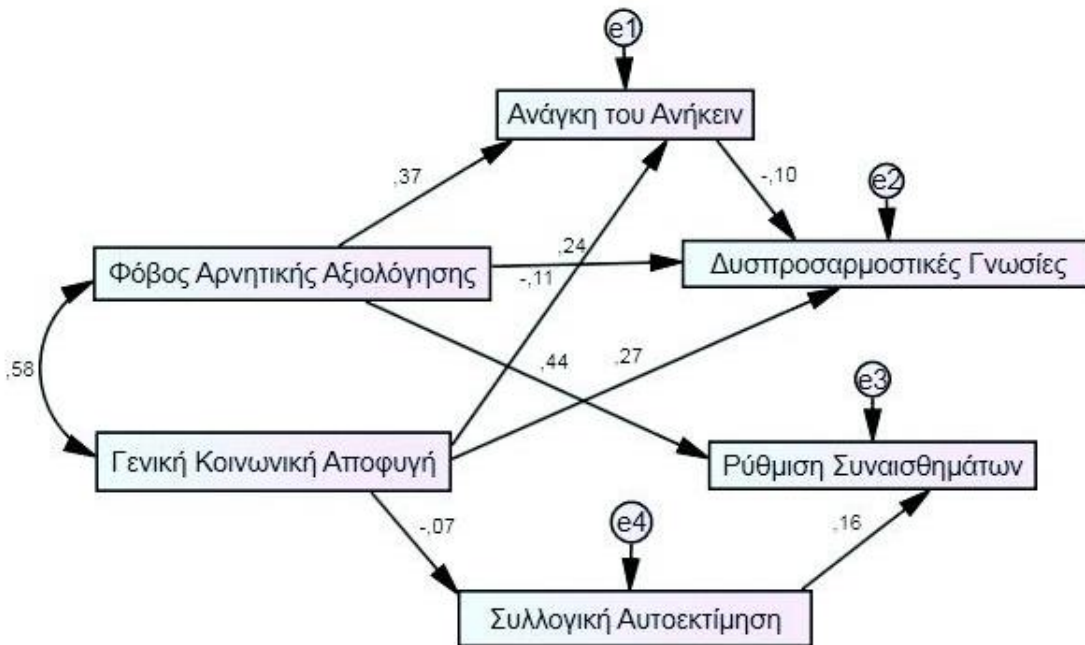 e1
Ανάγκη του Ανήκειν
,37
-,10
e2
Φόβος Αρνητικής Αξιολόγησης
,24
-,11
Δυσπροσαρμοστικές Γνωσίες
,58
,44
,27
e3
Γενική Κοινωνική Αποφυγή
Ρύθμιση Συναισθημάτων
-,07
e4
,16
Συλλογική Αυτοεκτίμηση